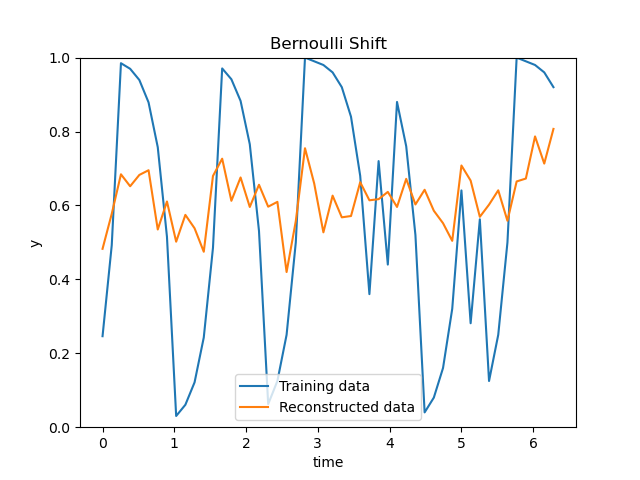 Bernoulli Shift
1.0
0.8
0.6
0.4
0.2
0.0
y
Training data
Reconstructed data
0 1 2 3 4 5 6
time